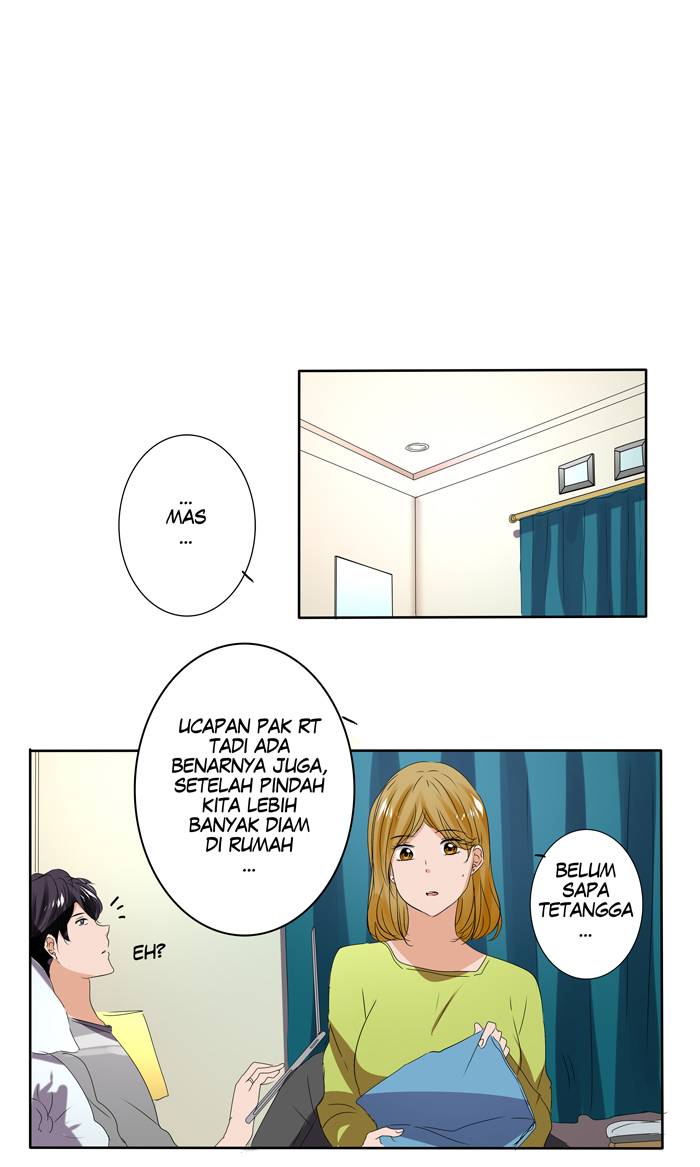 ...
MAS
...
UCAPAN PAK RT
TADI ADA
BENARNYA JUGA,
SETELAH PINDAH
KITA LEBIH
BANYAK DIAM
DI RUMAH
...
EH?
BELUM
SAPA
TETANGGA
...